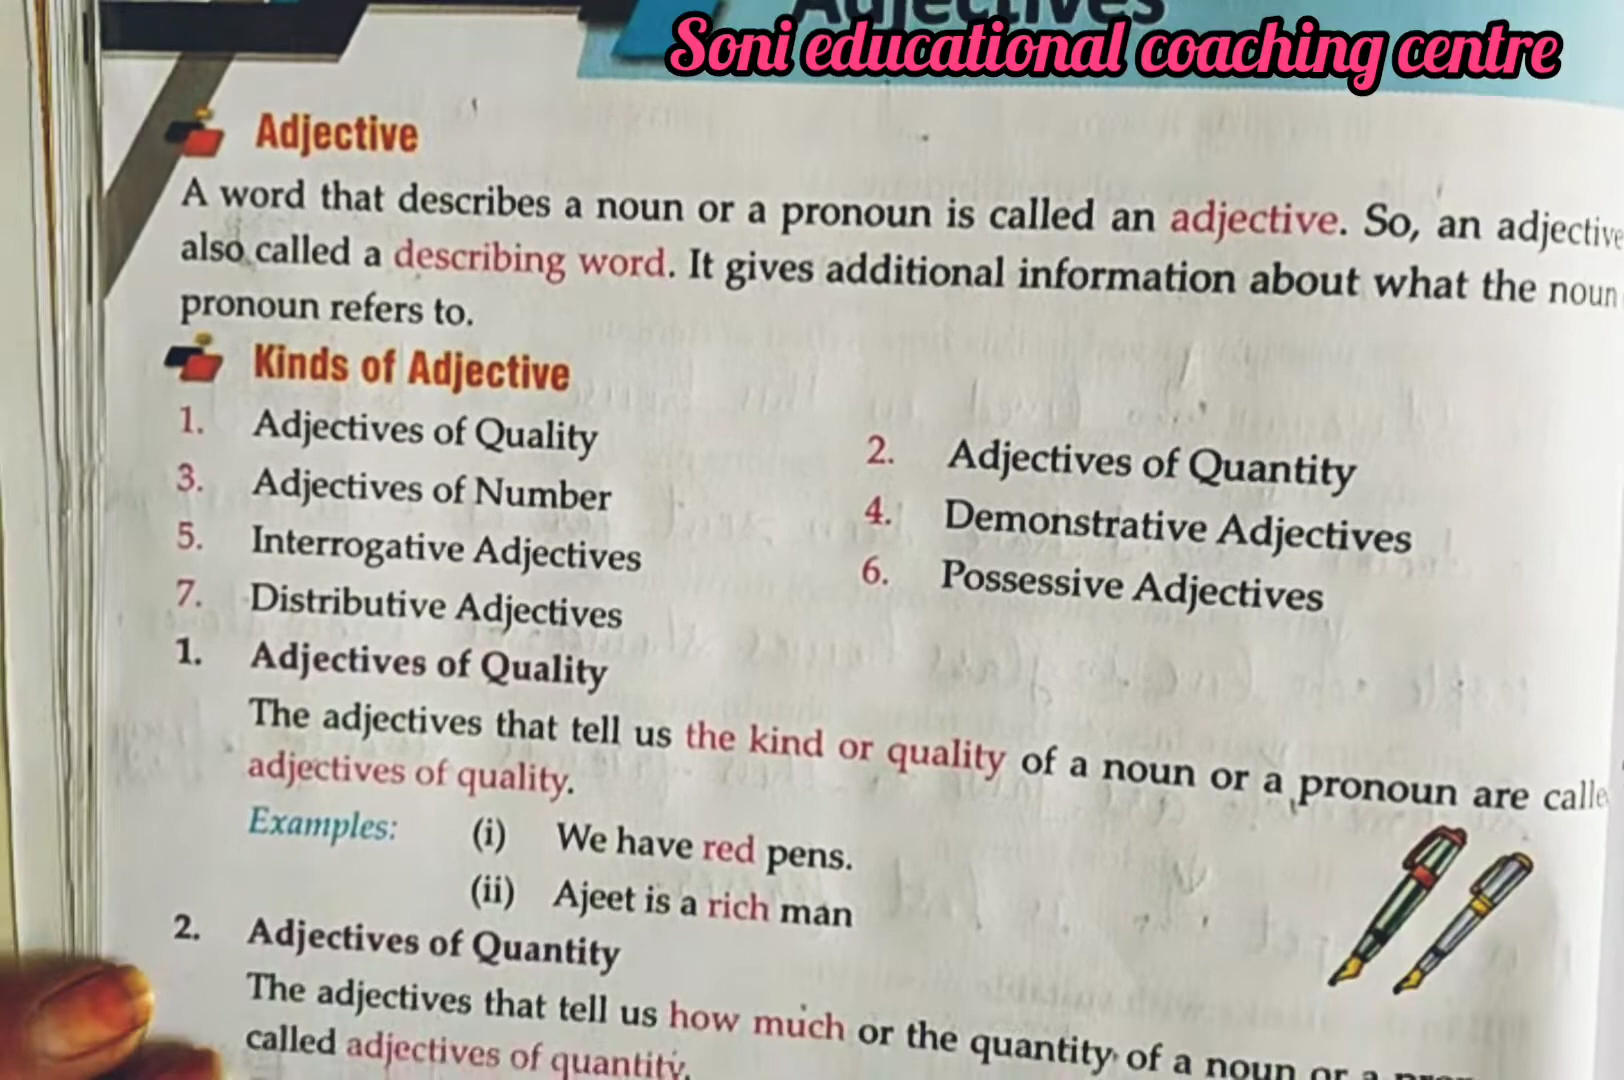 Adjectives
Soni educational coaching centre
Adjective
A word that describes a noun or a pronoun is called an adjective. So, an adjective
also called a describing word. It gives additional information about what the noun
pronoun refers to.
Kinds of Adjective
1. Adjectives of Quality
2. Adjectives of Quantity
3. Adjectives of Number
4. Demonstrative Adjectives
5. Interrogative Adjectives
6. Possessive Adjectives
7. Distributive Adjectives
1. Adjectives of Quality
The adjectives that tell us the kind or quality of a noun or a pronoun are calle
adjectives of quality.
Examples: (i) We have red pens.
(ii) Ajeet is a rich man
2. Adjectives of Quantity
The adjectives that tell us how much or the quantity of a noun or a
called adjectives of quantity.